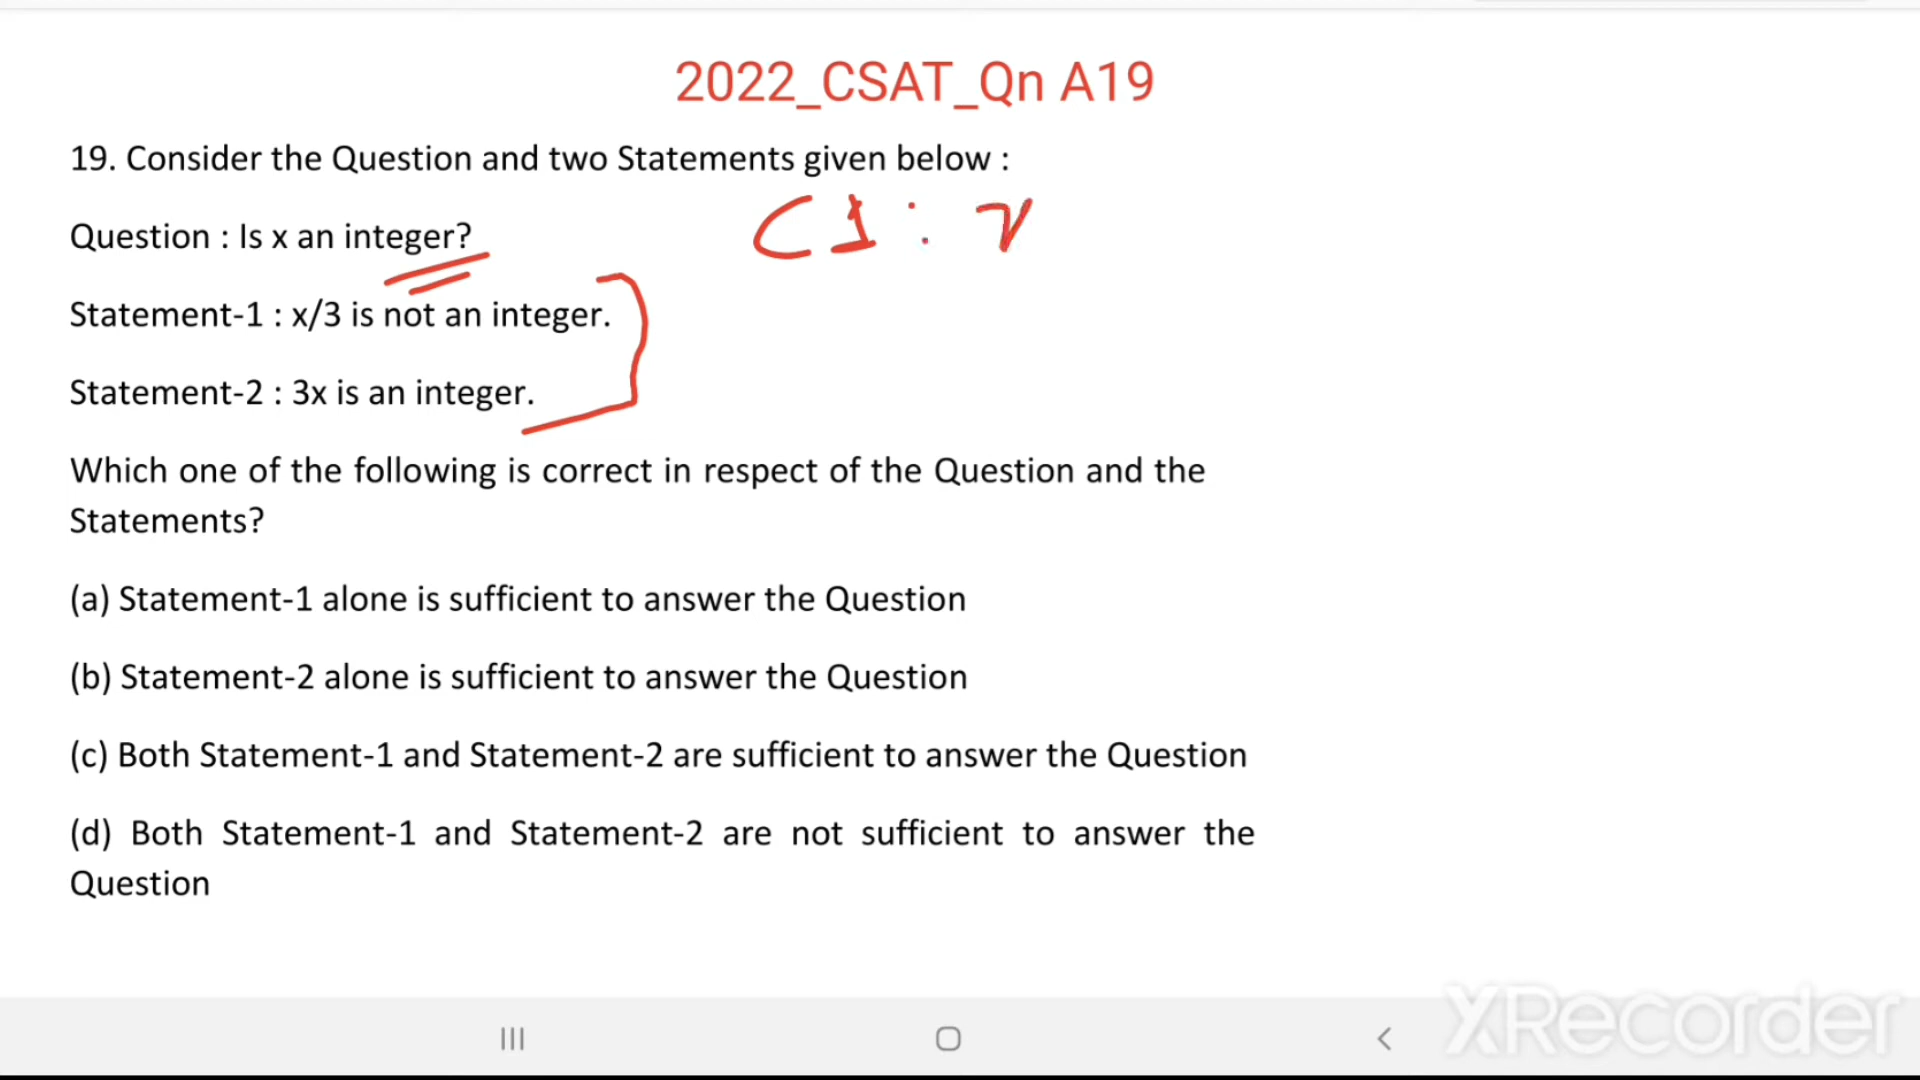 2022_CSAT_Qn A19
19. Consider the Question and two Statements given below :
Question : Is x an integer?
C1 :
Statement-1 : x/3 is not an integer.
Statement-2 : 3x is an integer.
Which one of the following is correct in respect of the Question and the
Statements?
(a) Statement-1 alone is sufficient to answer the Question
(b) Statement-2 alone is sufficient to answer the Question
(c) Both Statement-1 and Statement-2 are sufficient to answer the Question
(d) Both Statement-1 and Statement-2 are not sufficient to answer the
Question
XRecorder